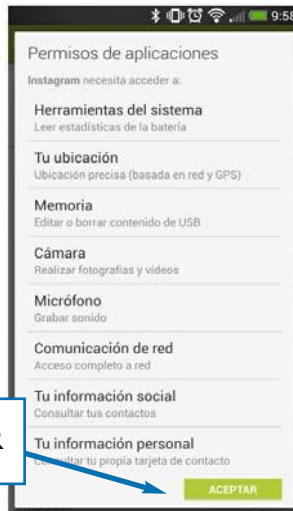 9:58
Permisos de aplicaciones
Instagram necesita acceder a:
Herramientas del sistema
Leer estadísticas de la batería
Tu ubicación
Ubicación precisa (basada en red y GPS)
Memoria
Editar o borrar contenido de USB
Cámara
Realizar fotografías y vídeos
Micrófono
Grabar sonido
Comunicación de red
Acceso completo a red
Tu información social
Consultar tus contactos
Tu información personal
Consultar tu propia tarjeta de contacto
ACEPTAR